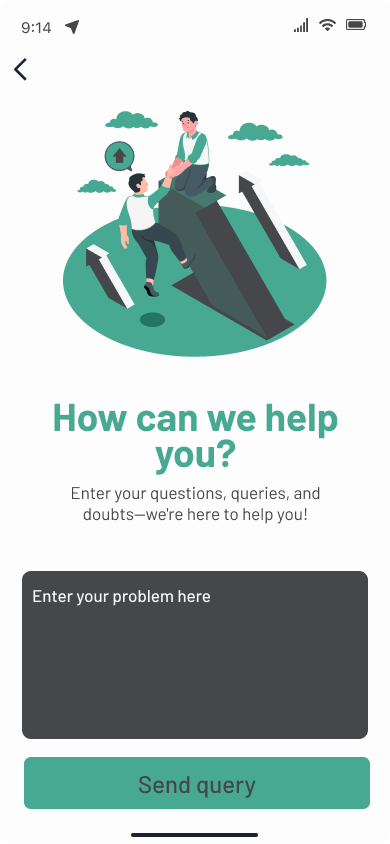 9:14
How can we help
you?
Enter your questions, queries, and
doubts—we're here to help you!
Enter your problem here
Send query